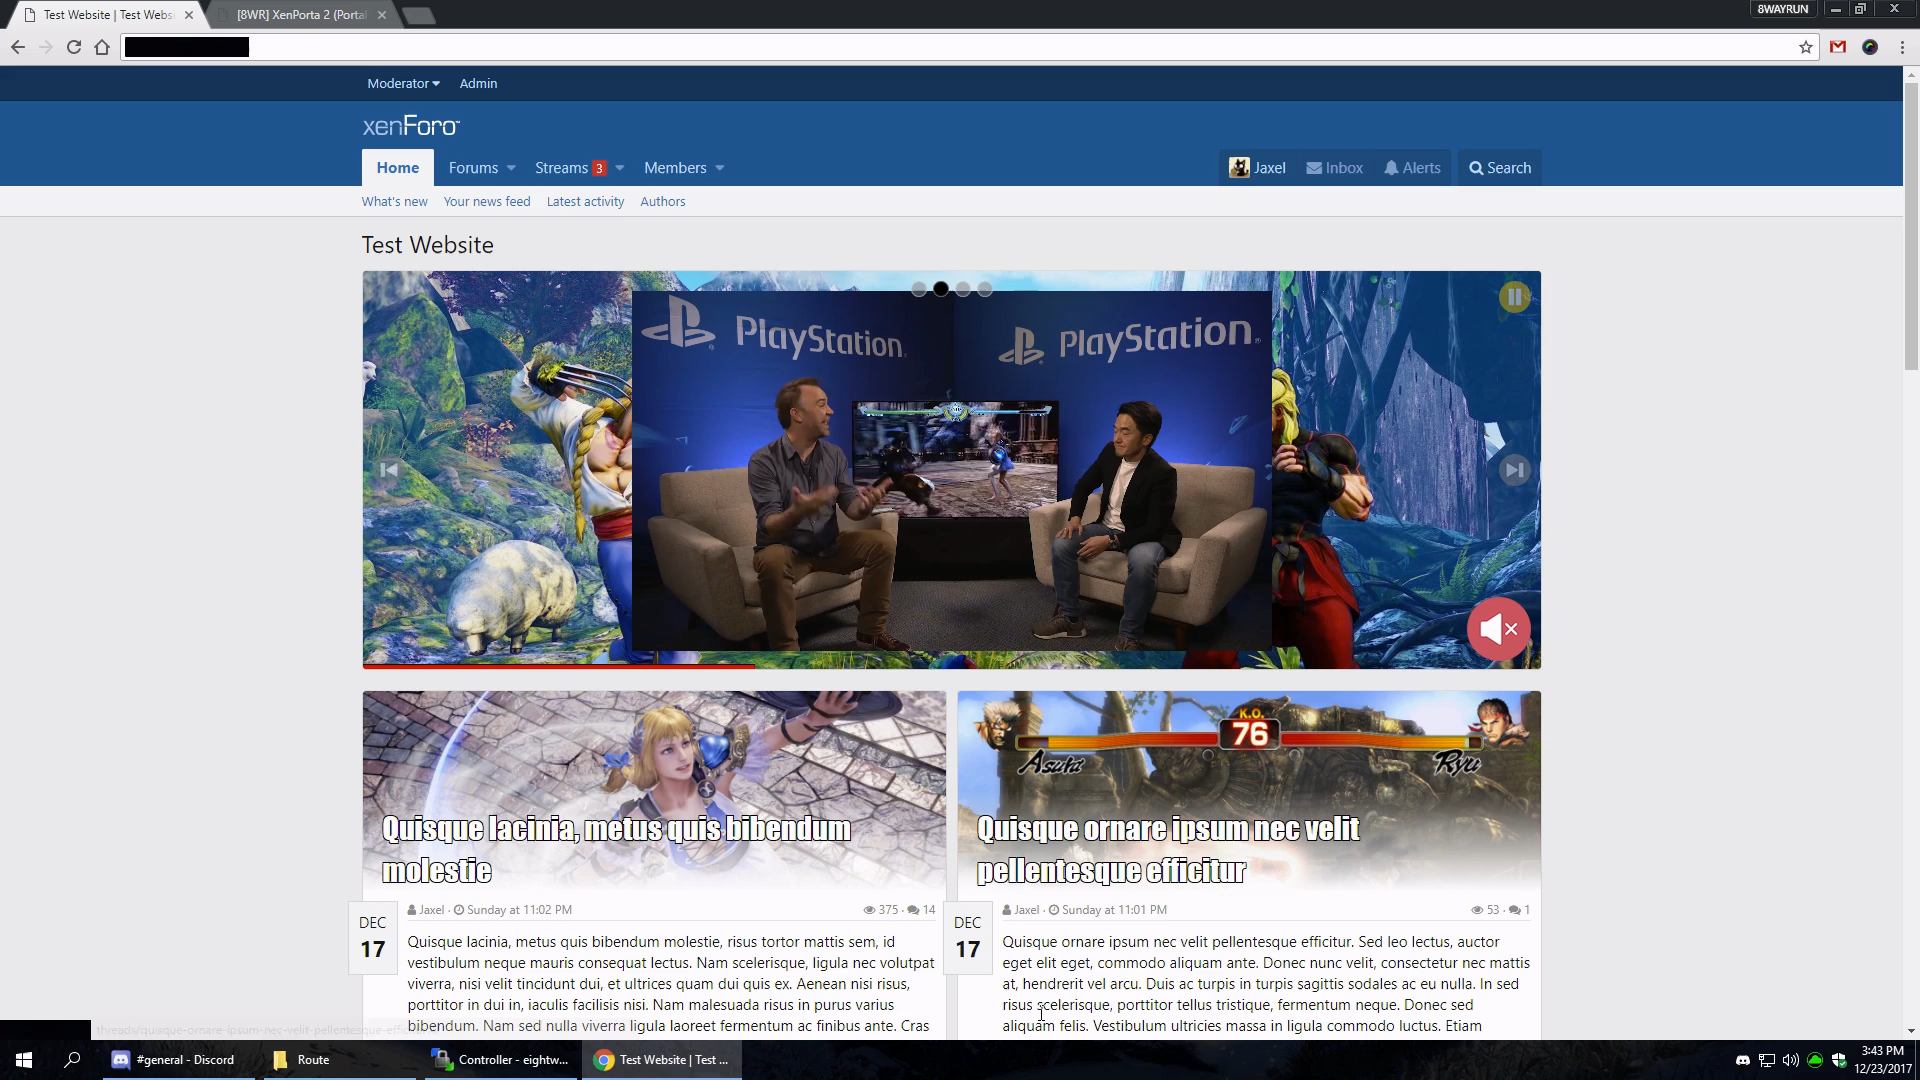 Test Website | Test Webs
[8WR] XenPorta 2 (Portal
8WAYRUN
Moderator
Admin
xenForo
Home
Forums
Streams 3
Members
Jaxel
Inbox
Alerts
Search
What's new
Your news feed
Latest activity
Authors
Test Website
PlayStation
PlayStation
K.O.
76
Asuka
Ryu
Quisque lacinia, metus quis bibendum
molestie
Quisque ornare ipsum nec velit
pellentesque efficitur
DEC
17
Jaxel · Sunday at 11:02 PM
375 · 14
Quisque lacinia, metus quis bibendum molestie, risus tortor mattis sem, id
vestibulum neque mauris consequat lectus. Nam scelerisque, ligula nec volutpat
viverra, nisi velit tincidunt dui, et ultrices quam dui quis ex. Aenean nisi risus,
porttitor in dui in, iaculis facilisis nisi. Nam malesuada risus in purus varius
bibendum. Nam sed nulla viverra ligula laoreet fermentum ac finibus ante. Cras
DEC
17
Jaxel · Sunday at 11:01 PM
53 · 1
Quisque ornare ipsum nec velit pellentesque efficitur. Sed leo lectus, auctor
eget elit eget, commodo aliquam ante. Donec nunc velit, consectetur nec mattis
at, hendrerit vel arcu. Duis ac turpis in turpis sagittis sodales ac eu nulla. In sed
risus scelerisque, porttitor tellus tristique, fermentum neque. Donec sed
aliquam felis. Vestibulum ultricies massa in ligula commodo luctus. Etiam
threads/quisque-ornare-ipsum-nec-velit-pellentesque-effic
#general - Discord
Route
Controller - eightw...
Test Website | Test ...
3:43 PM
12/23/2017